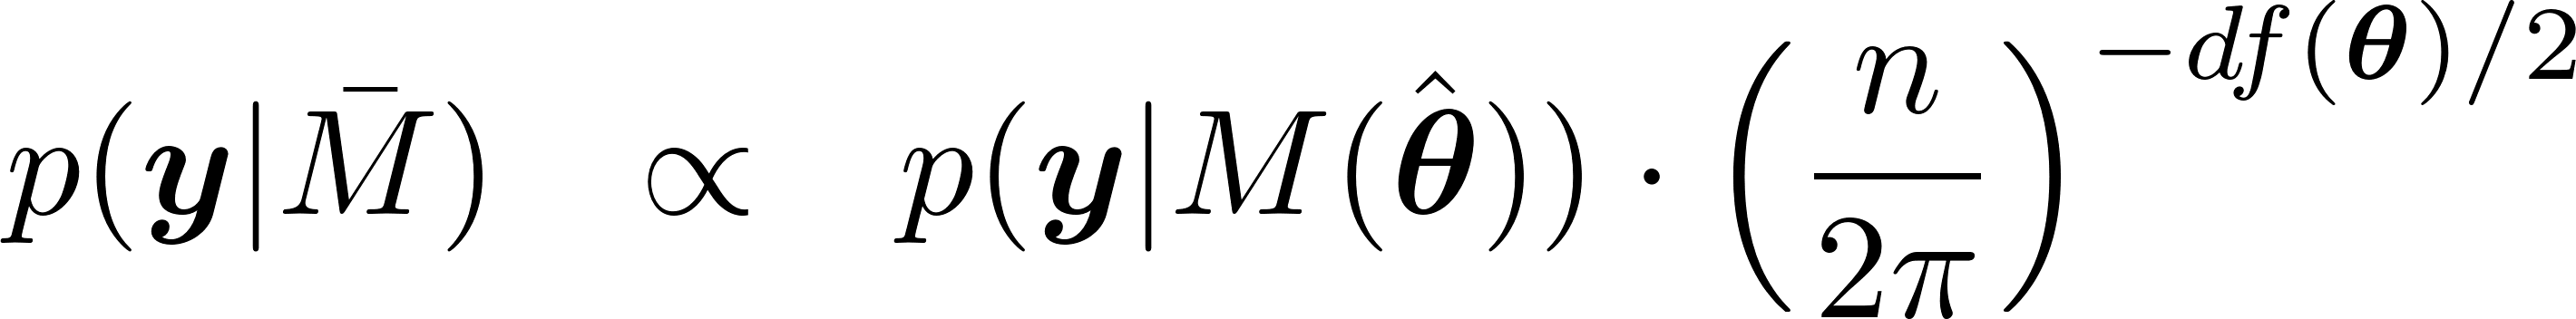 p(𝒚|M̄) ∝ p(𝒚|M(𝜽̂)) · (n/2π)^{−df(𝜽)/2}